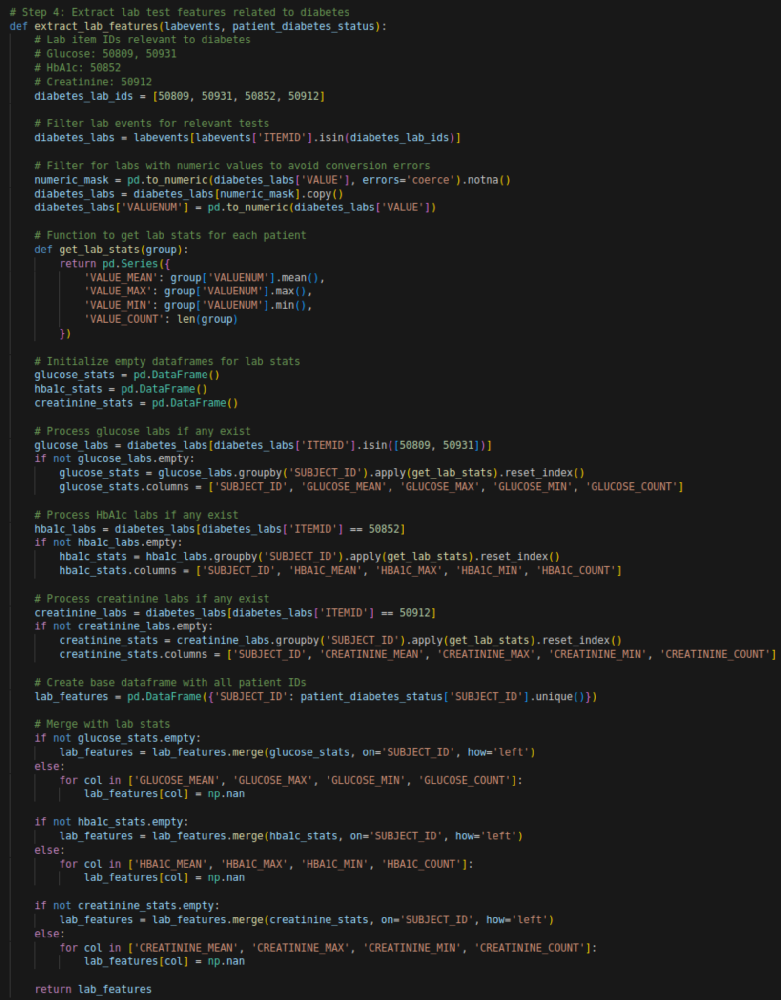 # Step 4: Extract lab test features related to diabetes
def extract_lab_features(labevents, patient_diabetes_status):
    # Lab item IDs relevant to diabetes
    # Glucose: 50809, 50931
    # HbA1c: 50852
    # Creatinine: 50912
    diabetes_lab_ids = [50809, 50931, 50852, 50912]

    # Filter lab events for relevant tests
    diabetes_labs = labevents[labevents['ITEMID'].isin(diabetes_lab_ids)]

    # Filter for labs with numeric values to avoid conversion errors
    numeric_mask = pd.to_numeric(diabetes_labs['VALUE'], errors='coerce').notna()
    diabetes_labs = diabetes_labs[numeric_mask].copy()
    diabetes_labs['VALUENUM'] = pd.to_numeric(diabetes_labs['VALUE'])

    # Function to get lab stats for each patient
    def get_lab_stats(group):
        return pd.Series({
            'VALUE_MEAN': group['VALUENUM'].mean(),
            'VALUE_MAX': group['VALUENUM'].max(),
            'VALUE_MIN': group['VALUENUM'].min(),
            'VALUE_COUNT': len(group)
        })

    # Initialize empty dataframes for lab stats
    glucose_stats = pd.DataFrame()
    hba1c_stats = pd.DataFrame()
    creatinine_stats = pd.DataFrame()

    # Process glucose labs if any exist
    glucose_labs = diabetes_labs[diabetes_labs['ITEMID'].isin([50809, 50931])]
    if not glucose_labs.empty:
        glucose_stats = glucose_labs.groupby('SUBJECT_ID').apply(get_lab_stats).reset_index()
        glucose_stats.columns = ['SUBJECT_ID', 'GLUCOSE_MEAN', 'GLUCOSE_MAX', 'GLUCOSE_MIN', 'GLUCOSE_COUNT']

    # Process HbA1c labs if any exist
    hba1c_labs = diabetes_labs[diabetes_labs['ITEMID'] == 50852]
    if not hba1c_labs.empty:
        hba1c_stats = hba1c_labs.groupby('SUBJECT_ID').apply(get_lab_stats).reset_index()
        hba1c_stats.columns = ['SUBJECT_ID', 'HBA1C_MEAN', 'HBA1C_MAX', 'HBA1C_MIN', 'HBA1C_COUNT']

    # Process creatinine labs if any exist
    creatinine_labs = diabetes_labs[diabetes_labs['ITEMID'] == 50912]
    if not creatinine_labs.empty:
        creatinine_stats = creatinine_labs.groupby('SUBJECT_ID').apply(get_lab_stats).reset_index()
        creatinine_stats.columns = ['SUBJECT_ID', 'CREATININE_MEAN', 'CREATININE_MAX', 'CREATININE_MIN', 'CREATININE_COUNT']

    # Create base dataframe with all patient IDs
    lab_features = pd.DataFrame({'SUBJECT_ID': patient_diabetes_status['SUBJECT_ID'].unique()})

    # Merge with lab stats
    if not glucose_stats.empty:
        lab_features = lab_features.merge(glucose_stats, on='SUBJECT_ID', how='left')
    else:
        for col in ['GLUCOSE_MEAN', 'GLUCOSE_MAX', 'GLUCOSE_MIN', 'GLUCOSE_COUNT']:
            lab_features[col] = np.nan

    if not hba1c_stats.empty:
        lab_features = lab_features.merge(hba1c_stats, on='SUBJECT_ID', how='left')
    else:
        for col in ['HBA1C_MEAN', 'HBA1C_MAX', 'HBA1C_MIN', 'HBA1C_COUNT']:
            lab_features[col] = np.nan

    if not creatinine_stats.empty:
        lab_features = lab_features.merge(creatinine_stats, on='SUBJECT_ID', how='left')
    else:
        for col in ['CREATININE_MEAN', 'CREATININE_MAX', 'CREATININE_MIN', 'CREATININE_COUNT']:
            lab_features[col] = np.nan

    return lab_features